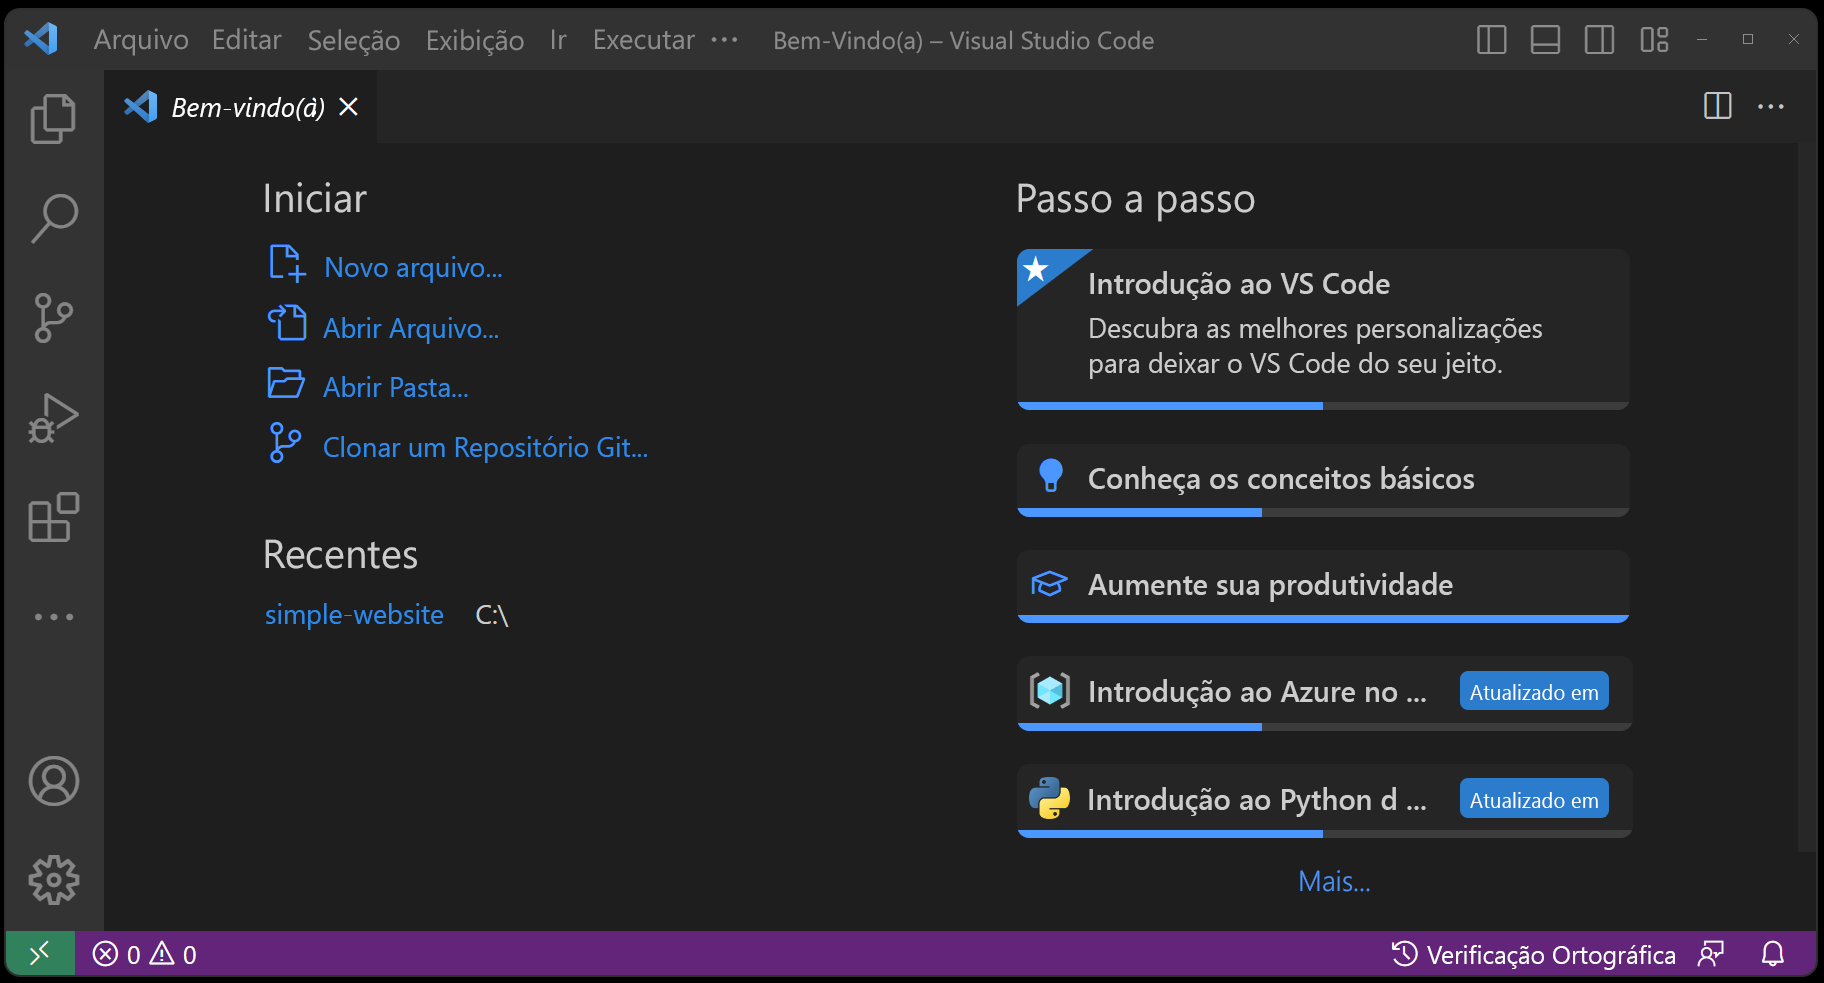 Arquivo Editar Seleção Exibição Ir Executar ··· Bem-Vindo(a) – Visual Studio Code
Bem-vindo(a)
Iniciar
Novo arquivo...
Abrir Arquivo...
Abrir Pasta...
Clonar um Repositório Git...
Recentes
simple-website C:\
Passo a passo
Introdução ao VS Code
Descubra as melhores personalizações
para deixar o VS Code do seu jeito.
Conheça os conceitos básicos
Aumente sua produtividade
Introdução ao Azure no ... Atualizado em
Introdução ao Python d ... Atualizado em
Mais...
0 0 Verificação Ortográfica